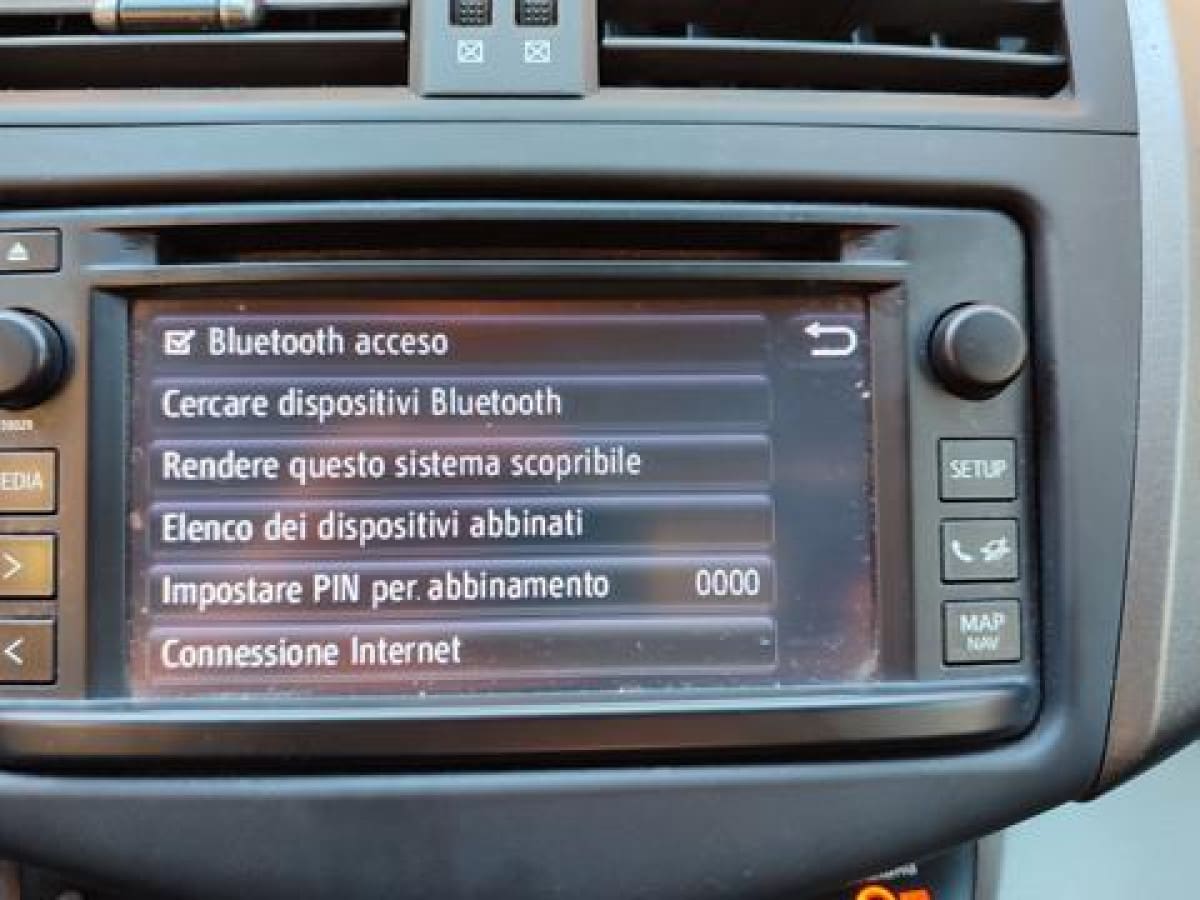 Bluetooth acceso
Cercare dispositivi Bluetooth
Rendere questo sistema scopribile
Elenco dei dispositivi abbinati
Impostare PIN per abbinamento 0000
Connessione Internet
EDIA
SETUP
MAP
NAV